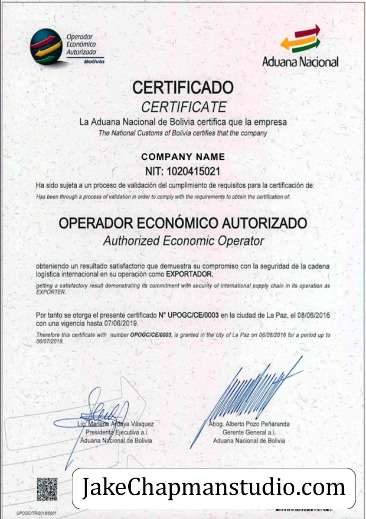 Operador
Económico
Autorizado
Bolivia
Aduana Nacional
CERTIFICADO
CERTIFICATE
La Aduana Nacional de Bolivia certifica que la empresa
The National Customs of Bolivia certifies that the company
COMPANY NAME
NIT: 1020415021
Ha sido sujeta a un proceso de validación del cumplimiento de requisitos para la certificación de:
Has been through a process of validation in order to comply with the requirements to obtain the certification of:
OPERADOR ECONÓMICO AUTORIZADO
Authorized Economic Operator
obteniendo un resultado satisfactorio que demuestra su compromiso con la seguridad de la cadena
logística internacional en su operación como EXPORTADOR.
getting a satisfactory result demonstrating its commitment with security of international supply chain in its operation as
EXPORTER.
Por tanto se otorga el presente certificado N° UPOGC/CE/0003 en la ciudad de La Paz, el 08/06/2016
con una vigencia hasta 07/06/2019.
Therefore this certificate with number OPOGC/CE/0003, is granted in the city of La Paz on 06/08/2016 for a period up to
06/07/2019.
Lic. Marlene Ardaya Vásquez
Presidenta Ejecutiva a.i.
Aduana Nacional de Bolivia
Abog. Alberto Pozo Peñaranda
Gerente General a.i.
Aduana Nacional de Bolivia
JakeChapmanstudio.com